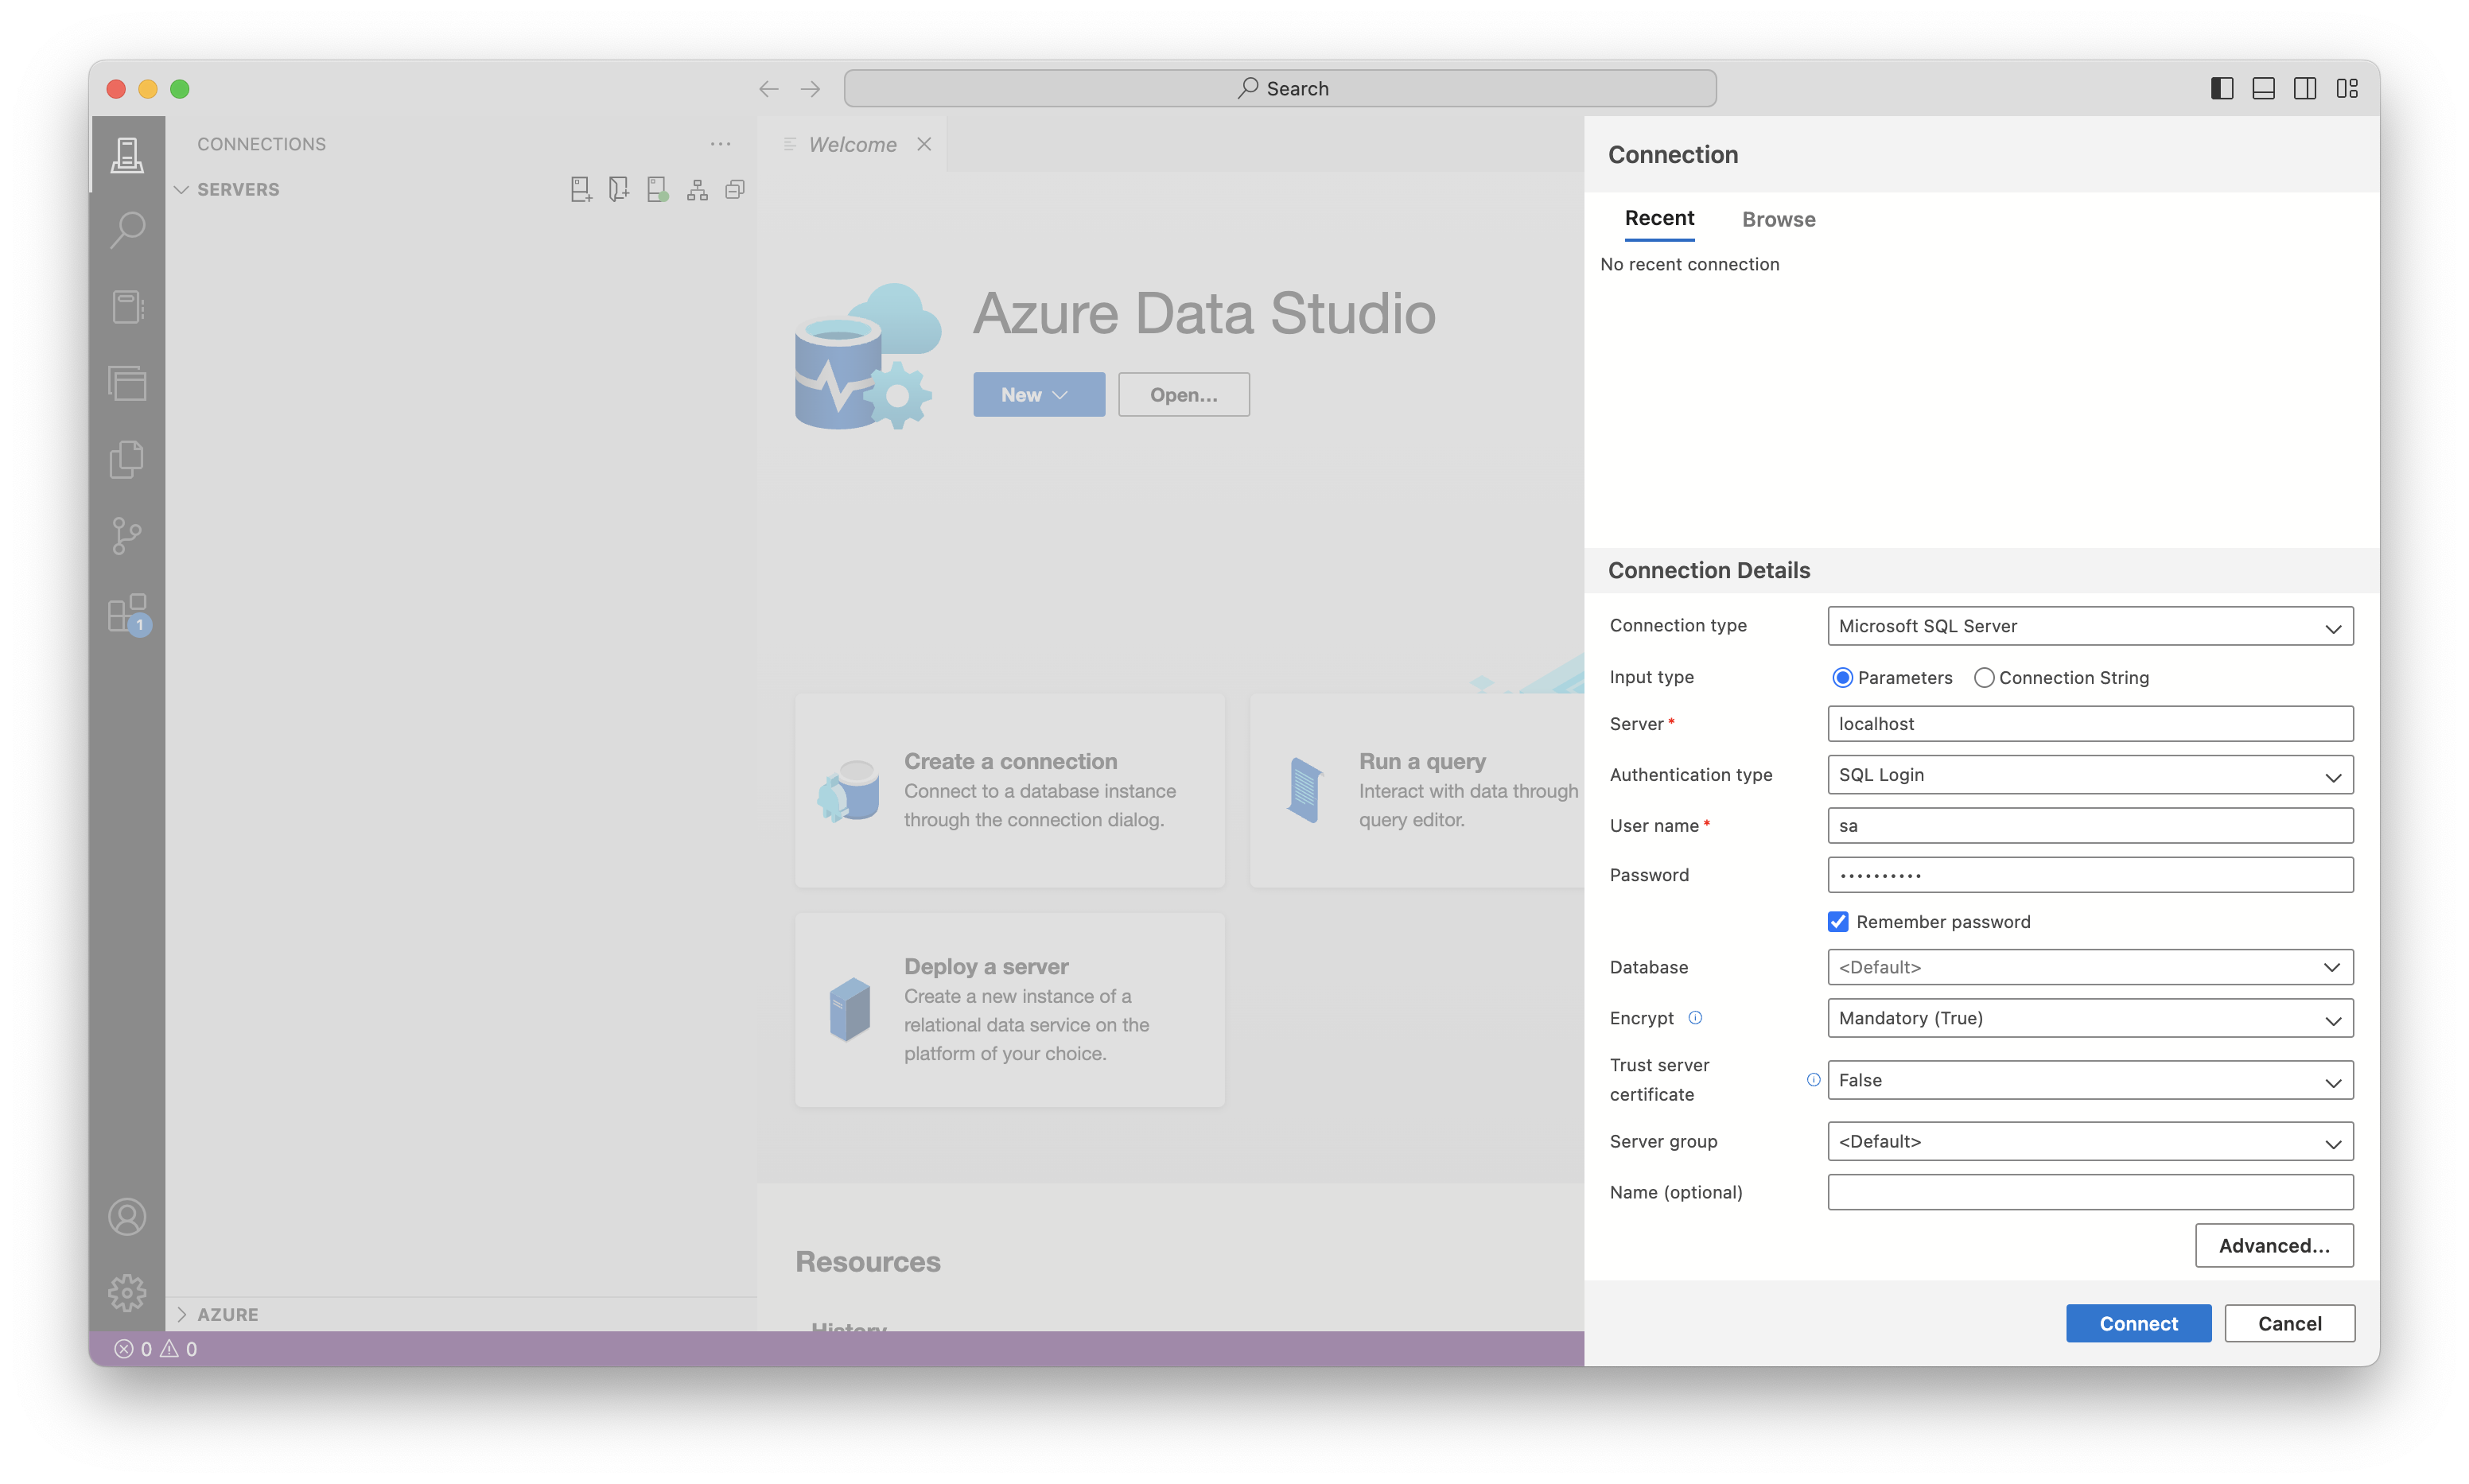 Search
CONNECTIONS
SERVERS
AZURE
1
0 0
Welcome
Azure Data Studio
New
Open...
Create a connection
Connect to a database instance
through the connection dialog.
Run a query
Interact with data through
query editor.
Deploy a server
Create a new instance of a
relational data service on the
platform of your choice.
Resources
History
Connection
Recent Browse
No recent connection
Connection Details
Connection type Microsoft SQL Server
Input type Parameters Connection String
Server * localhost
Authentication type SQL Login
User name * sa
Password ••••••••••
Remember password
Database <Default>
Encrypt Mandatory (True)
Trust server
certificate
False
Server group <Default>
Name (optional)
Advanced...
Connect Cancel